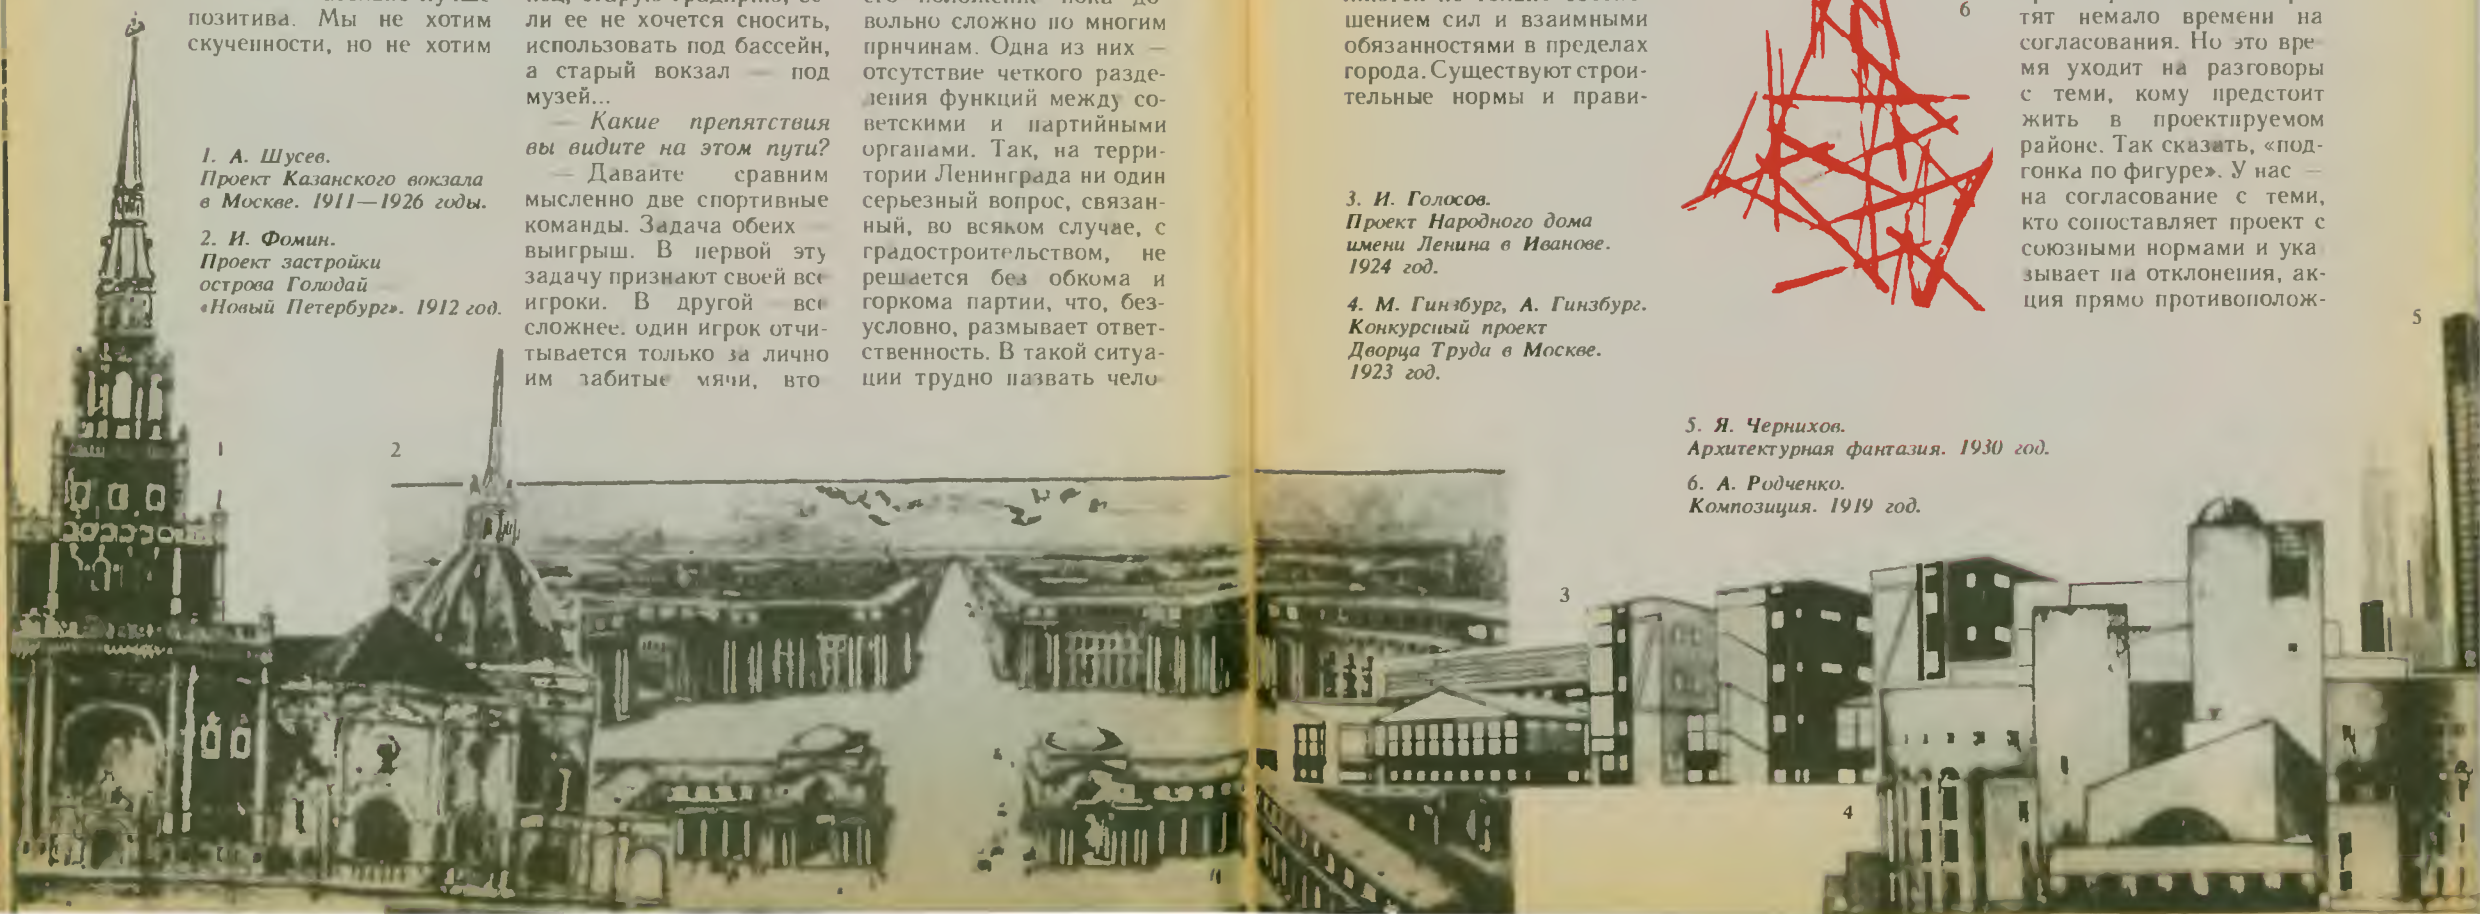 позитива. Мы не хотим
скученности, но не хотим
1. А. Шусев.
Проект Казанского вокзала
в Москве. 1911—1926 годы.
2. И. Фомин.
Проект застройки
острова Голодай
«Новый Петербург». 1912 год.
1
2
ли ее не хочется сносить,
использовать под бассейн,
а старый вокзал — под
музей...
— Какие препятствия
вы видите на этом пути?
— Давайте сравним
мысленно две спортивные
команды. Задача обеих
выигрыш. В первой эту
задачу признают своей все
игроки. В другой все
сложнее. один игрок отчи-
тывается только за лично
им забитые мячи, вто
его положение пока до-
вольно сложно по многим
причинам. Одна из них —
отсутствие четкого разде-
ления функций между со-
ветскими и партийными
органами. Так, на терри-
тории Ленинграда ни один
серьезный вопрос, связан-
ный, во всяком случае, с
градостроительством, не
решается без обкома и
горкома партии, что, без-
условно, размывает ответ-
ственность. В такой ситуа-
ции трудно назвать чело
шением сил и взаимными
обязанностями в пределах
города. Существуют строи-
тельные нормы и прави-
3. И. Голосов.
Проект Народного дома
имени Ленина в Иванове.
1924 год.
4. М. Гинзбург, А. Гинзбург.
Конкурсный проект
Дворца Труда в Москве.
1923 год.
6
5. Я. Чернихов.
Архитектурная фантазия. 1930 год.
6. А. Родченко.
Композиция. 1919 год.
3
4
тят немало времени на
согласования. Но это вре
мя уходит на разговоры
с теми, кому предстоит
жить в проектируемом
районе. Так сказать, «под-
гонка по фигуре». У нас —
на согласование с теми,
кто сопоставляет проект с
союзными нормами и ука
зывает на отклонения, ак-
ция прямо противополож-
5